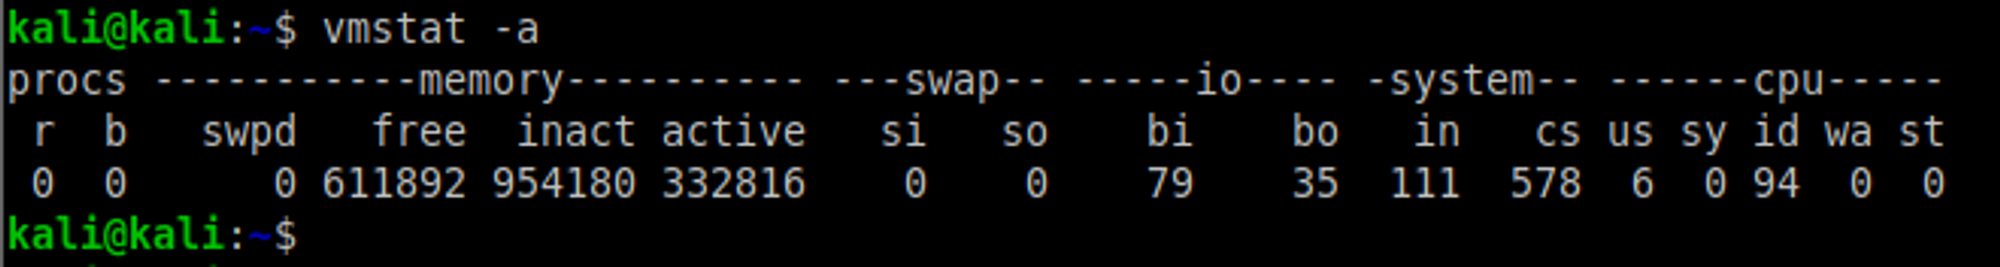 kali@kali:~$ vmstat -a
procs -----------memory---------- ---swap-- -----io---- -system-- ------cpu-----
 r  b   swpd   free  inact active   si   so    bi    bo   in   cs us sy id wa st
 0  0      0 611892 954180 332816    0    0    79    35  111  578  6  0 94  0  0
kali@kali:~$